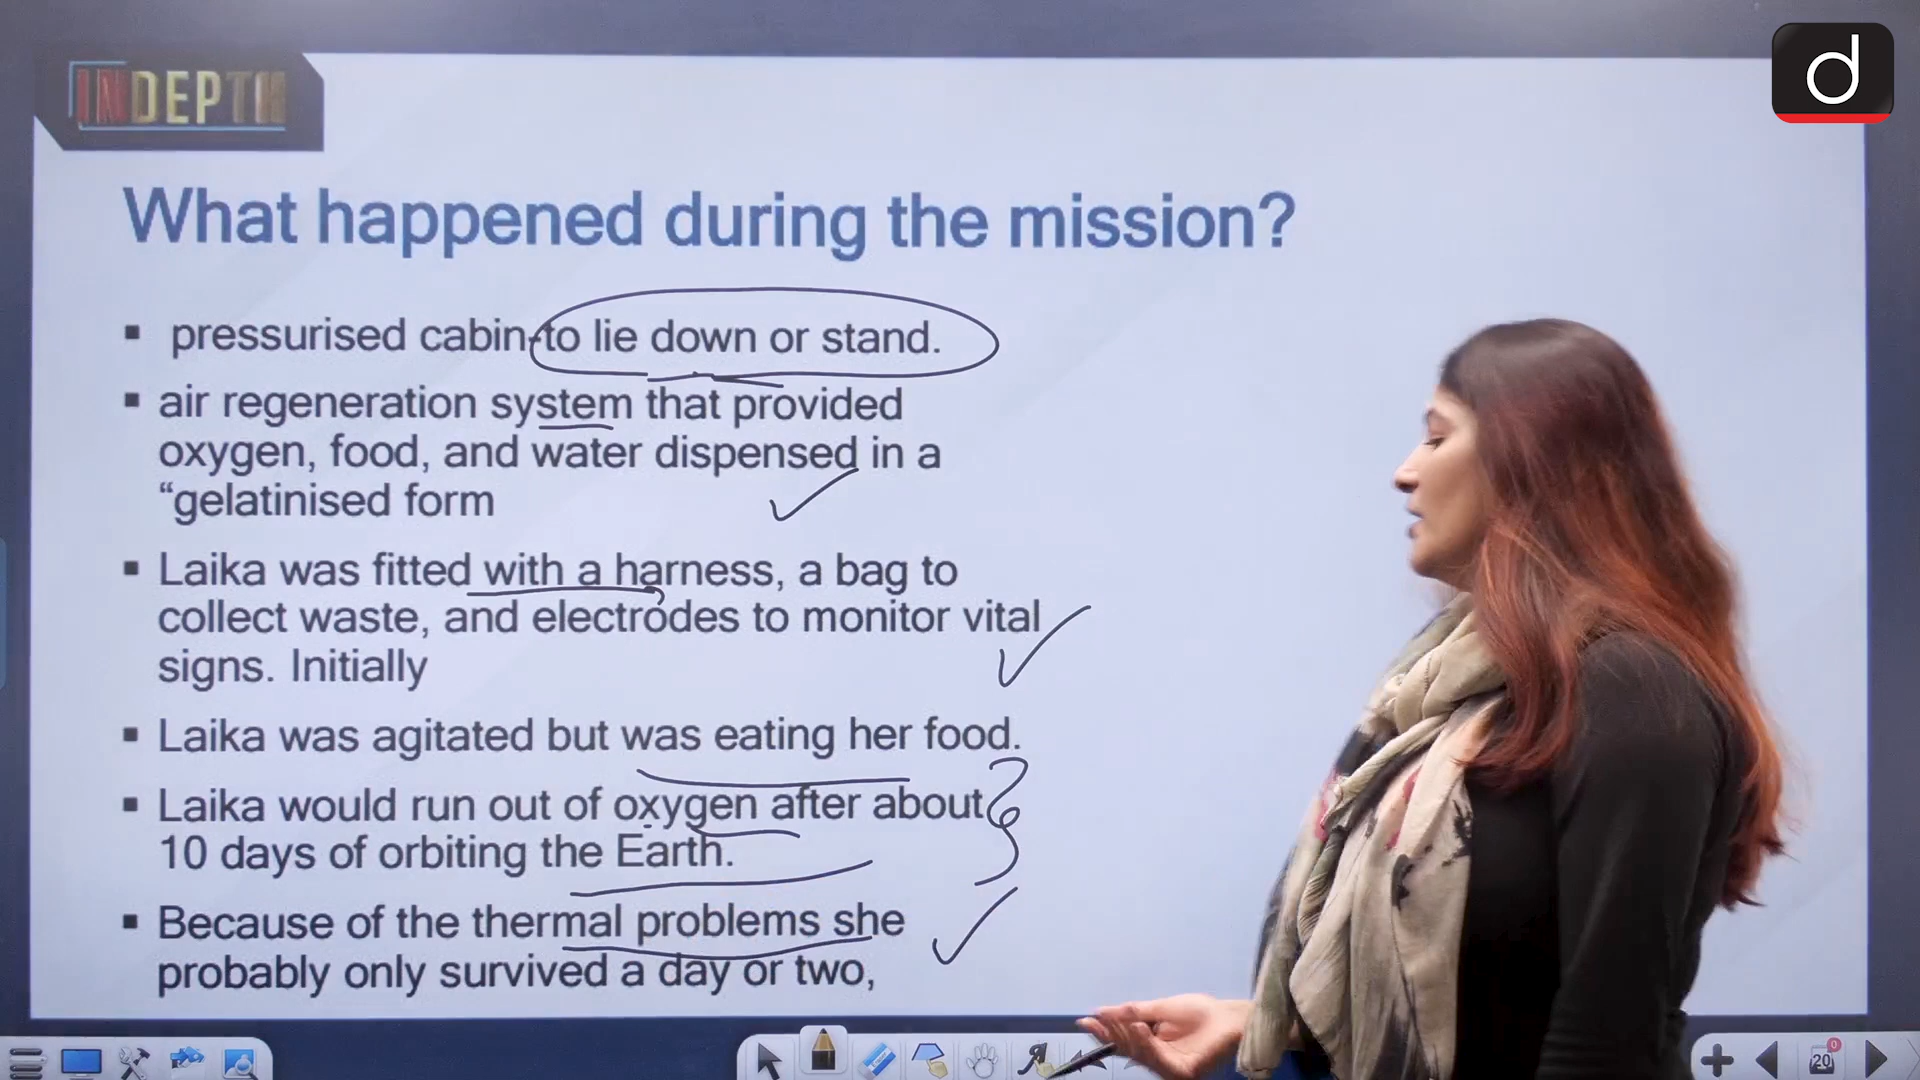 INDEPTH
d
What happened during the mission?
▪ pressurised cabin-to lie down or stand.
▪ air regeneration system that provided
oxygen, food, and water dispensed in a
“gelatinised form
▪ Laika was fitted with a harness, a bag to
collect waste, and electrodes to monitor vital
signs. Initially
▪ Laika was agitated but was eating her food.
▪ Laika would run out of oxygen after about
10 days of orbiting the Earth.
▪ Because of the thermal problems she
probably only survived a day or two,
20
0